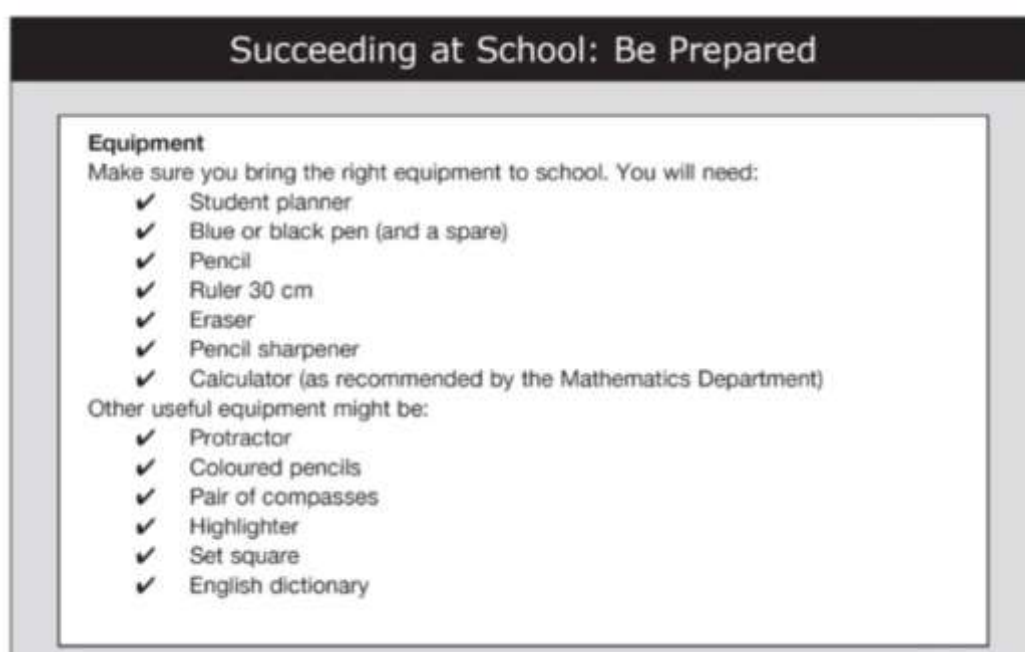 Succeeding at School: Be Prepared
Equipment
Make sure you bring the right equipment to school. You will need:
✔ Student planner
✔ Blue or black pen (and a spare)
✔ Pencil
✔ Ruler 30 cm
✔ Eraser
✔ Pencil sharpener
✔ Calculator (as recommended by the Mathematics Department)
Other useful equipment might be:
✔ Protractor
✔ Coloured pencils
✔ Pair of compasses
✔ Highlighter
✔ Set square
✔ English dictionary